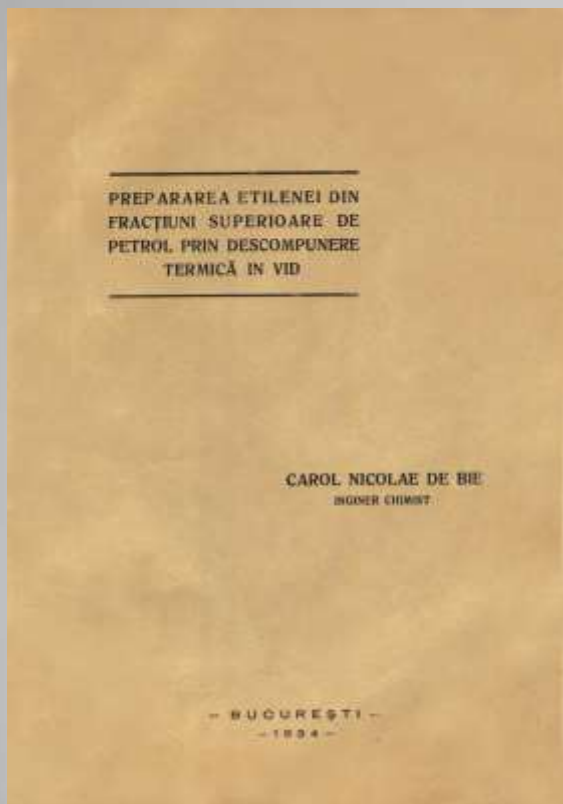 PREPARAREA ETILENEI DIN
FRACȚIUNI SUPERIOARE DE
PETROL PRIN DESCOMPUNERE
TERMICĂ IN VID
CAROL NICOLAE DE BIE
INGINER CHIMIST
- BUCUREȘTI -
- 1934 -